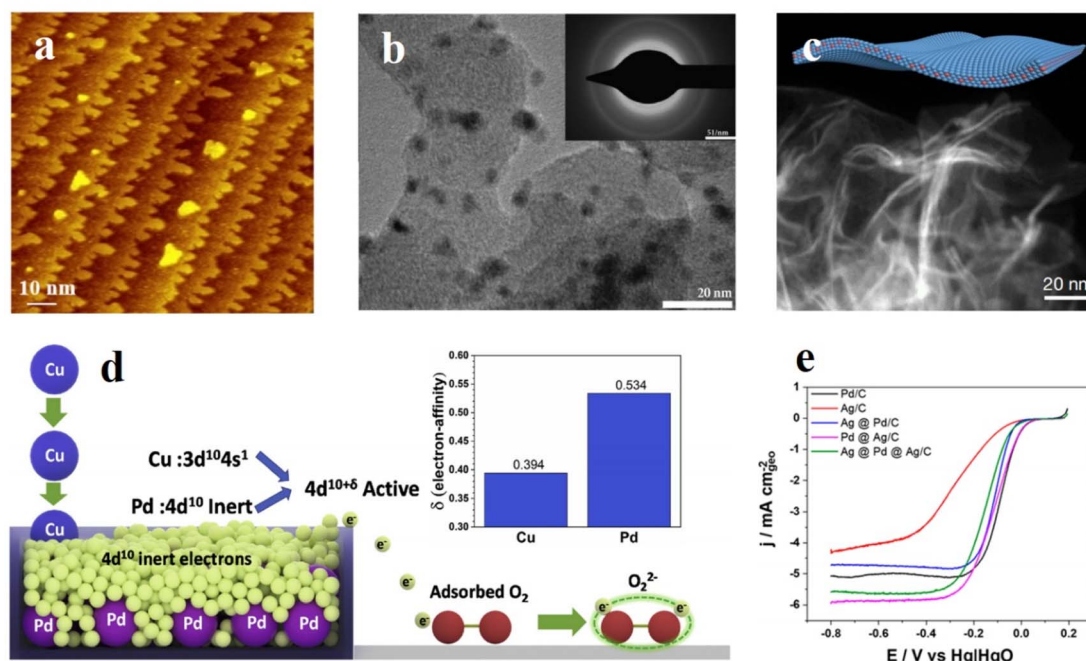 a
10 nm
b
51/nm
20 nm
c
20 nm
d
Cu
Cu
Cu
Cu :3d¹⁰4s¹
Pd :4d¹⁰ Inert
4d¹⁰⁺ᵟ Active
4d¹⁰ inert electrons
Pd
Pd
Pd
Pd
Pd
e⁻
e⁻
e⁻
e⁻
Adsorbed O₂
O₂²⁻
e⁻
e⁻
δ (electron-affinity)
0.60
0.55
0.50
0.45
0.40
0.35
0.30
0.394
0.534
Cu
Pd
e
Pd/C
Ag/C
Ag @ Pd/C
Pd @ Ag/C
Ag @ Pd @ Ag/C
j / mA cm⁻²geo
1
0
-1
-2
-3
-4
-5
-6
-0.8
-0.6
-0.4
-0.2
0.0
0.2
E / V vs Hg|HgO